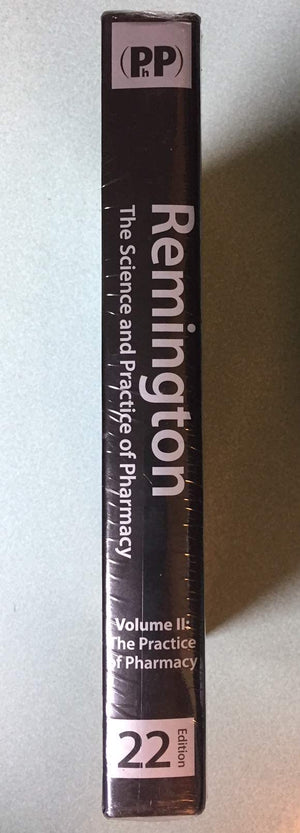 (PhP)
Remington
The Science and Practice of Pharmacy
Volume II:
The Practice
of Pharmacy
22
Edition